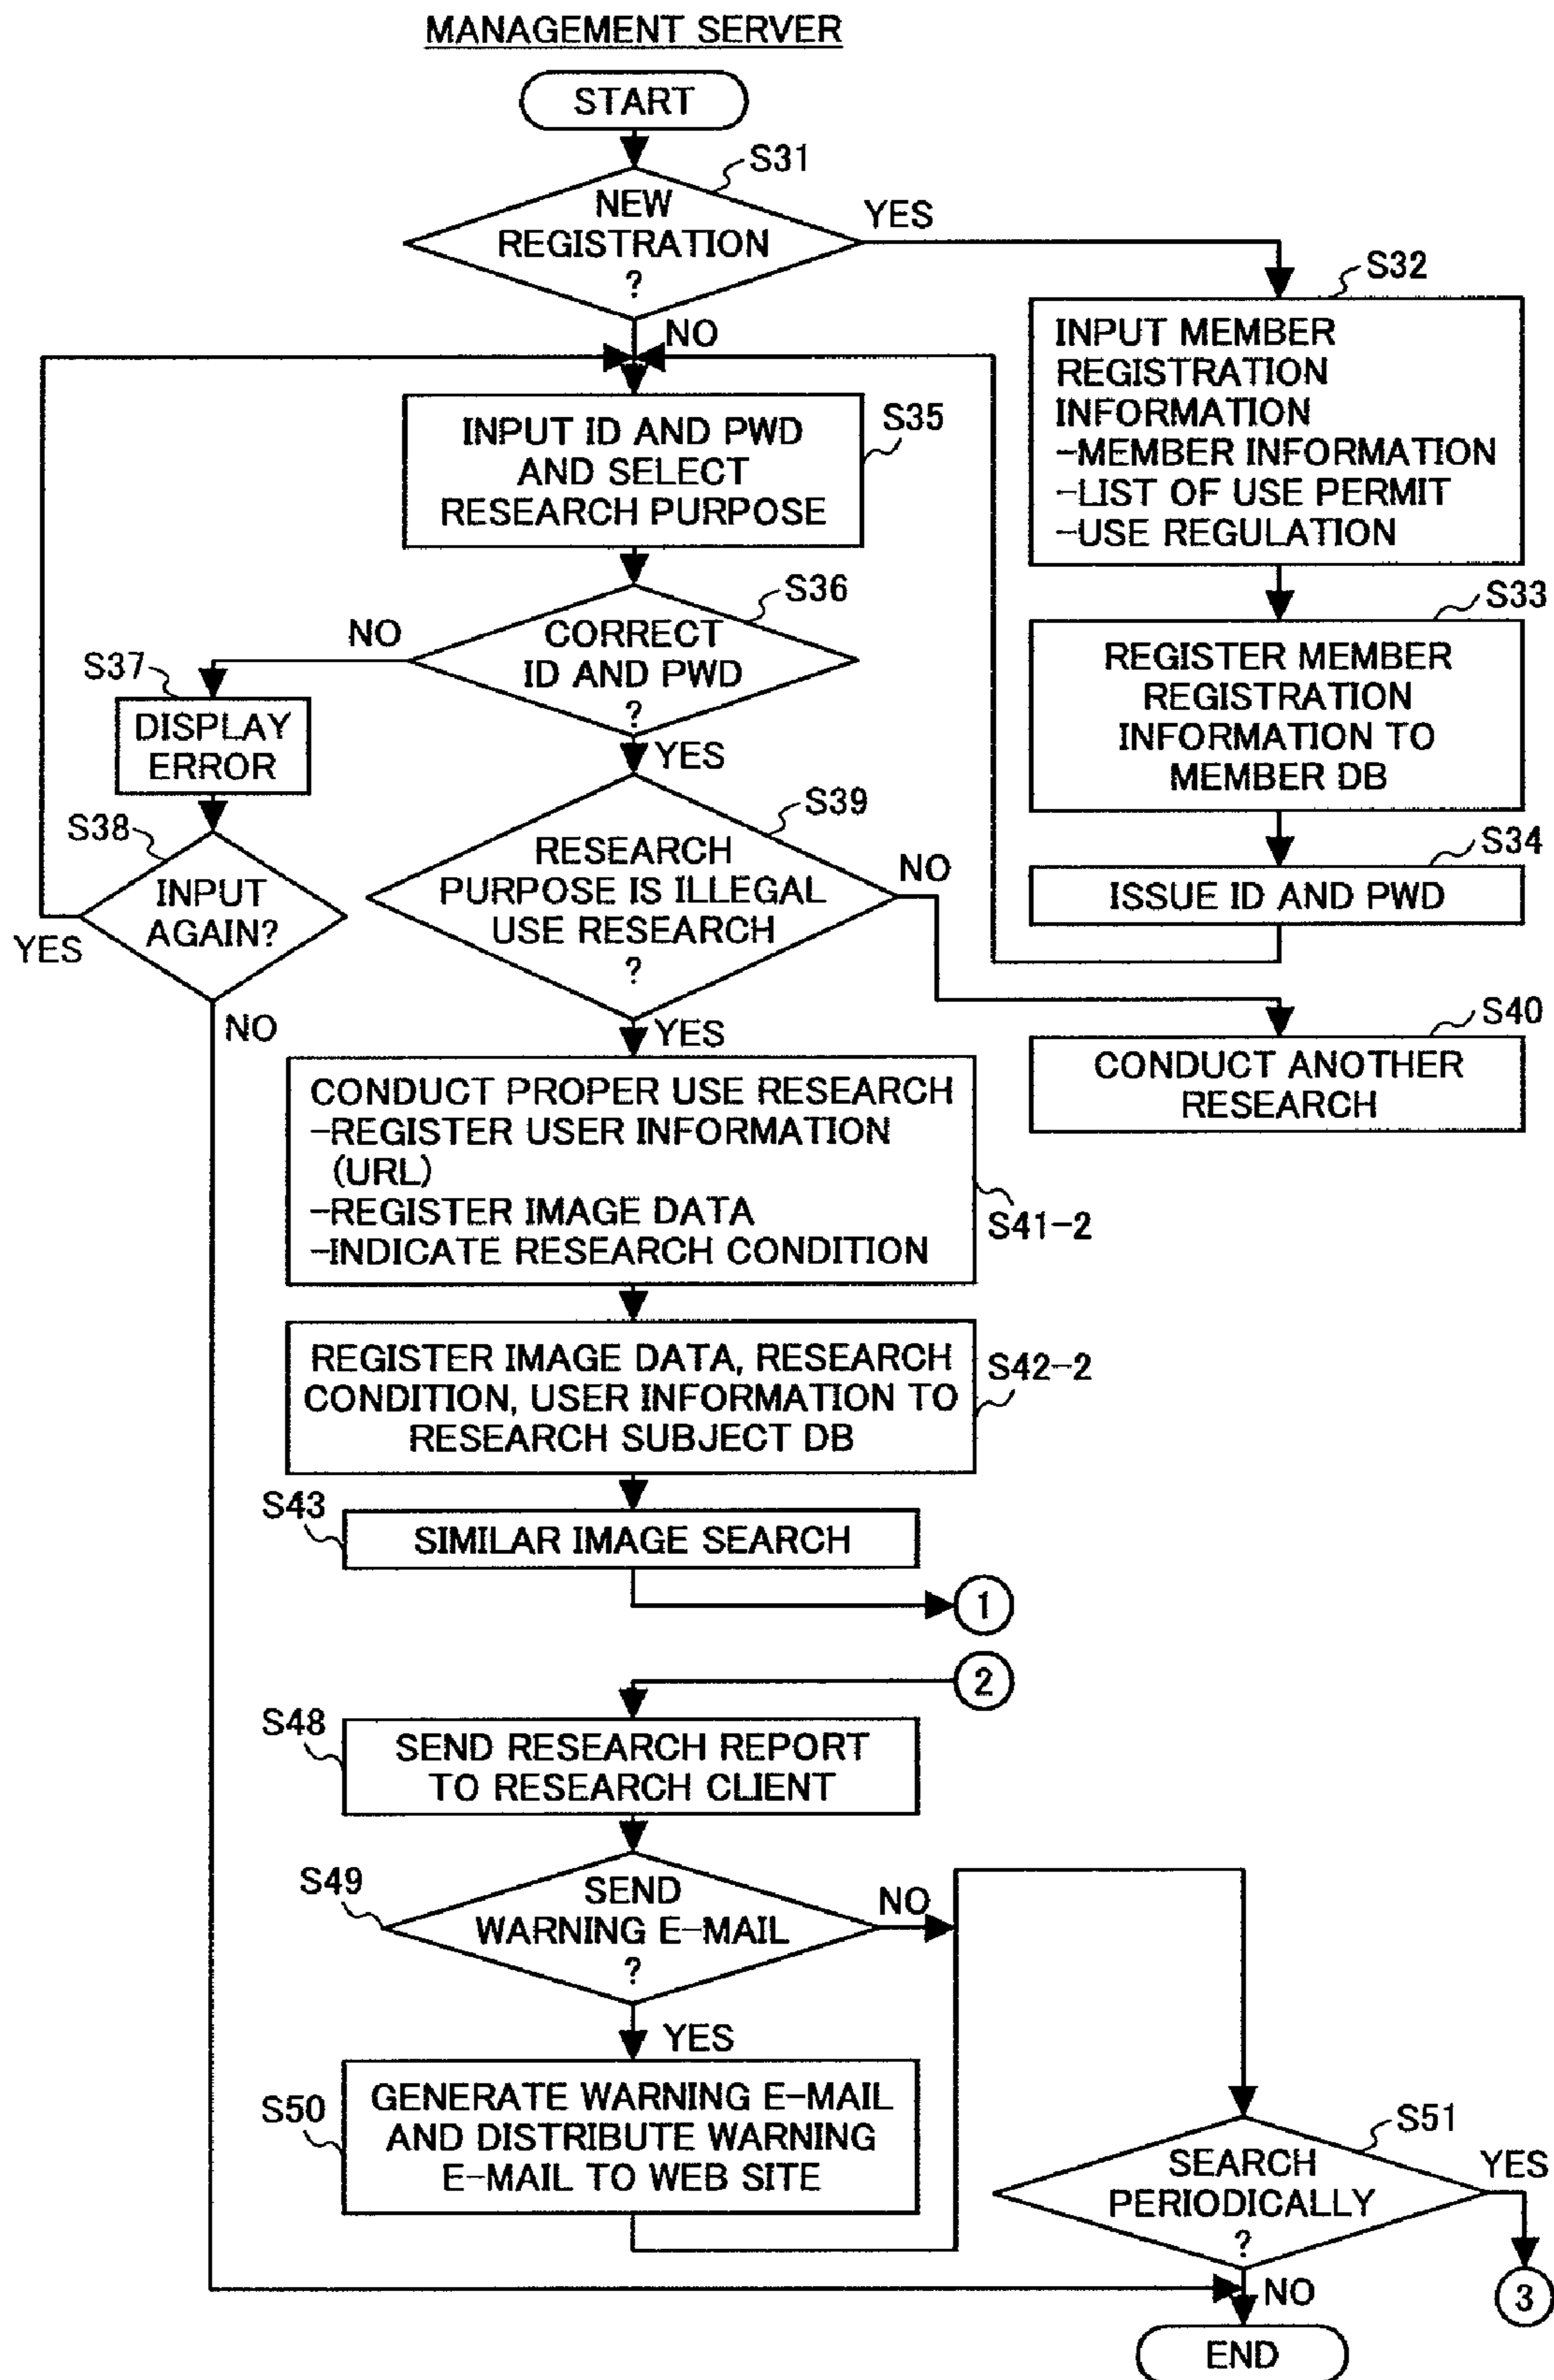 MANAGEMENT SERVER
START
S31
NEW
REGISTRATION
?
YES
NO
S32
INPUT MEMBER
REGISTRATION
INFORMATION
-MEMBER INFORMATION
-LIST OF USE PERMIT
-USE REGULATION
S33
REGISTER MEMBER
REGISTRATION
INFORMATION TO
MEMBER DB
S34
ISSUE ID AND PWD
S35
INPUT ID AND PWD
AND SELECT
RESEARCH PURPOSE
S36
CORRECT
ID AND PWD
?
NO
YES
S37
DISPLAY
ERROR
S38
INPUT
AGAIN?
YES
NO
S39
RESEARCH
PURPOSE IS ILLEGAL
USE RESEARCH
?
NO
YES
S40
CONDUCT ANOTHER
RESEARCH
CONDUCT PROPER USE RESEARCH
-REGISTER USER INFORMATION
(URL)
-REGISTER IMAGE DATA
-INDICATE RESEARCH CONDITION
S41-2
REGISTER IMAGE DATA, RESEARCH
CONDITION, USER INFORMATION TO
RESEARCH SUBJECT DB
S42-2
S43
SIMILAR IMAGE SEARCH
1
2
S48
SEND RESEARCH REPORT
TO RESEARCH CLIENT
S49
SEND
WARNING E-MAIL
?
NO
YES
S50
GENERATE WARNING E-MAIL
AND DISTRIBUTE WARNING
E-MAIL TO WEB SITE
S51
SEARCH
PERIODICALLY
?
YES
NO
3
END